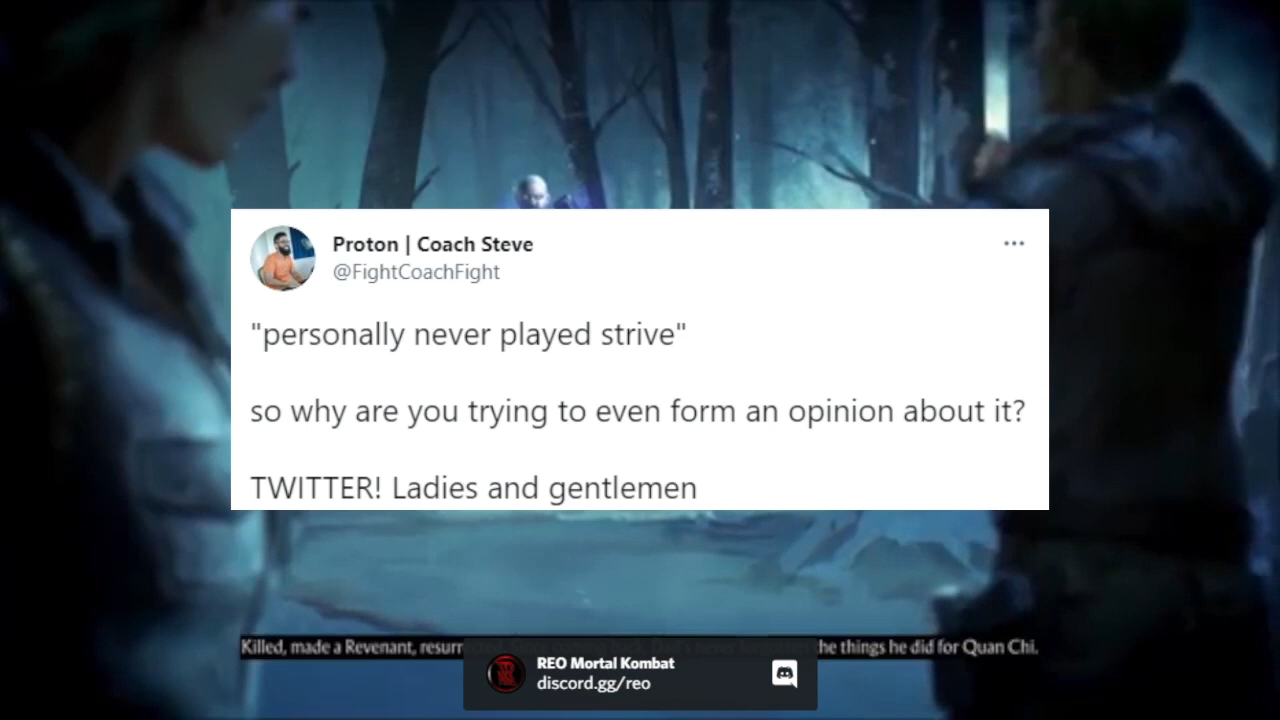 Proton | Coach Steve
@FightCoachFight
"personally never played strive"
so why are you trying to even form an opinion about it?
TWITTER! Ladies and gentlemen
Killed, made a Revenant, the things he did for Quan Chi.
REO Mortal Kombat
discord.gg/reo